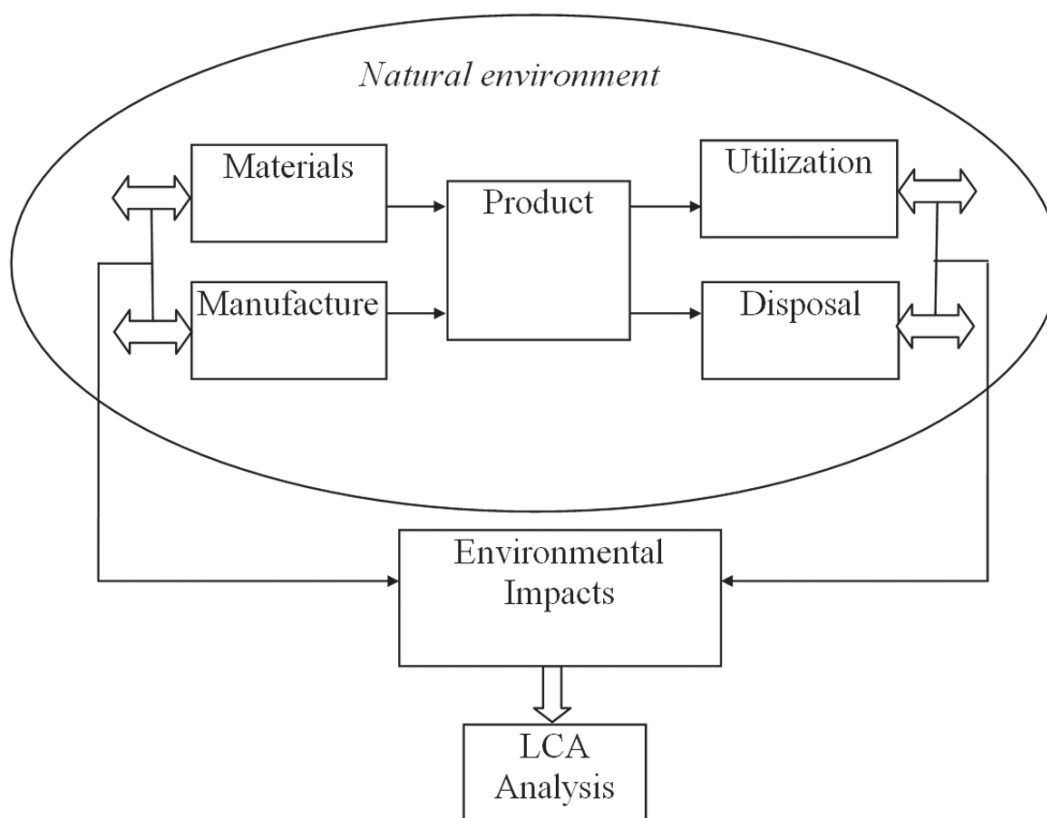 Natural environment
Materials
Utilization
Product
Manufacture
Disposal
Environmental
Impacts
LCA
Analysis